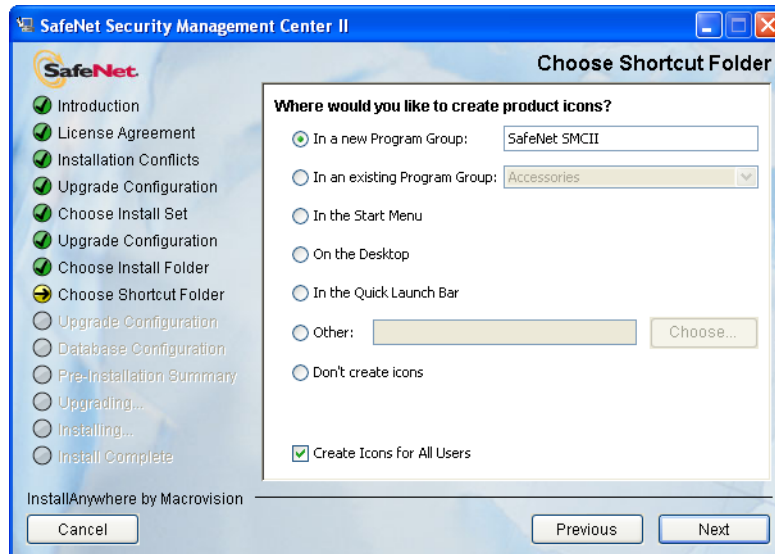 SafeNet Security Management Center II
SafeNet.
Choose Shortcut Folder
Introduction
License Agreement
Installation Conflicts
Upgrade Configuration
Choose Install Set
Upgrade Configuration
Choose Install Folder
Choose Shortcut Folder
Upgrade Configuration
Database Configuration
Pre-Installation Summary
Upgrading...
Installing...
Install Complete
Where would you like to create product icons?
In a new Program Group: SafeNet SMCII
In an existing Program Group: Accessories
In the Start Menu
On the Desktop
In the Quick Launch Bar
Other: Choose...
Don't create icons
Create Icons for All Users
InstallAnywhere by Macrovision
Cancel Previous Next